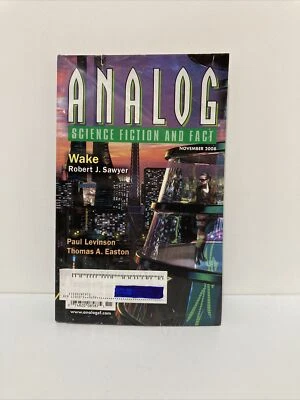 ANALOG
SCIENCE FICTION AND FACT
NOVEMBER 2008
Wake
Robert J. Sawyer
Paul Levinson
Thomas A. Easton
www.analogsf.com